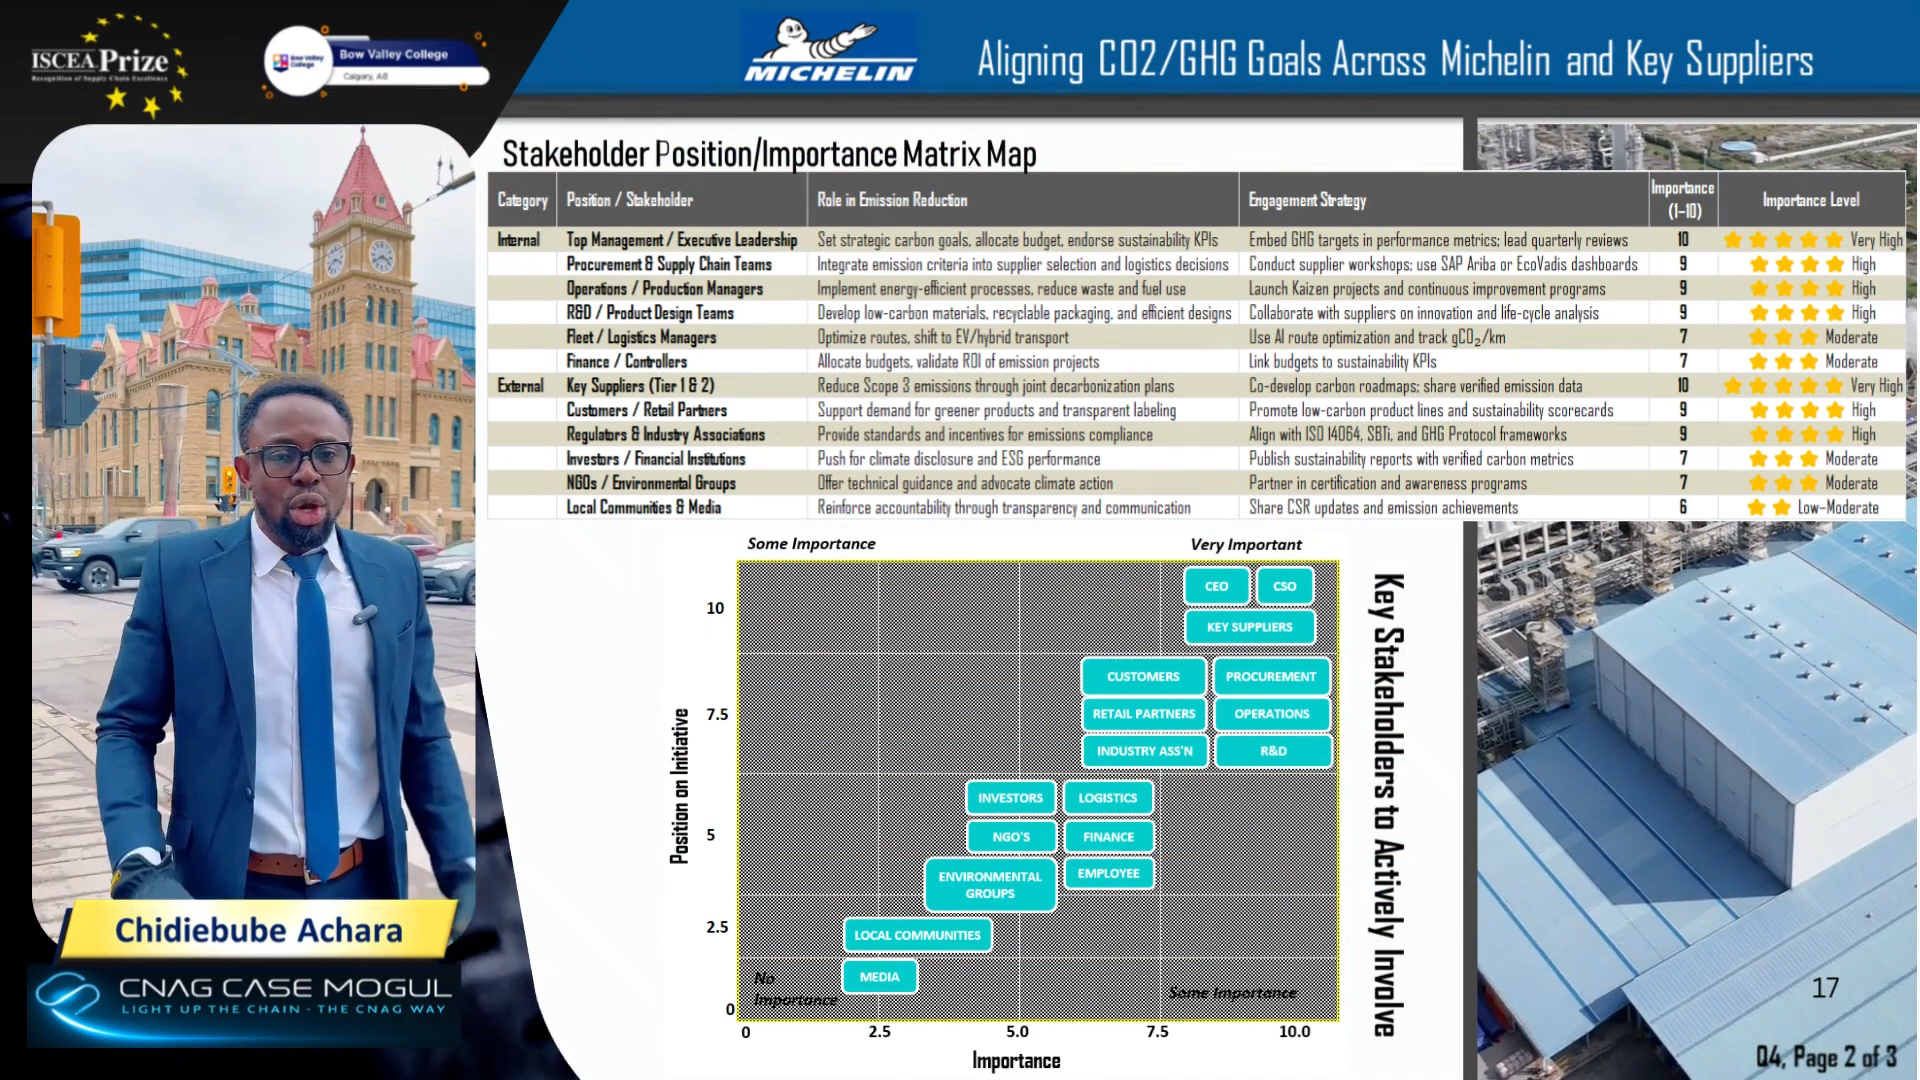 ISCEA Prize
Recognition of Supply Chain Excellence
Bow Valley College
Bow Valley College
Calgary, AB
MICHELIN
Aligning CO2/GHG Goals Across Michelin and Key Suppliers
Stakeholder Position/Importance Matrix Map
Category Position / Stakeholder Role in Emission Reduction Engagement Strategy Importance (1-10) Importance Level
Internal Top Management / Executive Leadership Set strategic carbon goals, allocate budget, endorse sustainability KPIs Embed GHG targets in performance metrics; lead quarterly reviews 10 Very High
Procurement & Supply Chain Teams Integrate emission criteria into supplier selection and logistics decisions Conduct supplier workshops; use SAP Ariba or EcoVadis dashboards 9 High
Operations / Production Managers Implement energy-efficient processes, reduce waste and fuel use Launch Kaizen projects and continuous improvement programs 9 High
R&D / Product Design Teams Develop low-carbon materials, recyclable packaging, and efficient designs Collaborate with suppliers on innovation and life-cycle analysis 9 High
Fleet / Logistics Managers Optimize routes, shift to EV/hybrid transport Use AI route optimization and track gCO₂/km 7 Moderate
Finance / Controllers Allocate budgets, validate ROI of emission projects Link budgets to sustainability KPIs 7 Moderate
External Key Suppliers (Tier 1 & 2) Reduce Scope 3 emissions through joint decarbonization plans Co-develop carbon roadmaps; share verified emission data 10 Very High
Customers / Retail Partners Support demand for greener products and transparent labeling Promote low-carbon product lines and sustainability scorecards 9 High
Regulators & Industry Associations Provide standards and incentives for emissions compliance Align with ISO 14064, SBTi, and GHG Protocol frameworks 9 High
Investors / Financial Institutions Push for climate disclosure and ESG performance Publish sustainability reports with verified carbon metrics 7 Moderate
NGOs / Environmental Groups Offer technical guidance and advocate climate action Partner in certification and awareness programs 7 Moderate
Local Communities & Media Reinforce accountability through transparency and communication Share CSR updates and emission achievements 6 Low-Moderate
Some Importance Very Important
CEO CSO
10
KEY SUPPLIERS
CUSTOMERS PROCUREMENT
7.5 RETAIL PARTNERS OPERATIONS
INDUSTRY ASS'N R&D
INVESTORS LOGISTICS
5 NGO'S FINANCE
ENVIRONMENTAL GROUPS EMPLOYEE
2.5 LOCAL COMMUNITIES
MEDIA
No Importance
Some Importance
0
0 2.5 5.0 7.5 10.0
Importance
Position on Initiative
Key Stakeholders to Actively Involve
Chidiebube Achara
CNAG CASE MOGUL
LIGHT UP THE CHAIN - THE CNAG WAY
17
Q4, Page 2 of 3